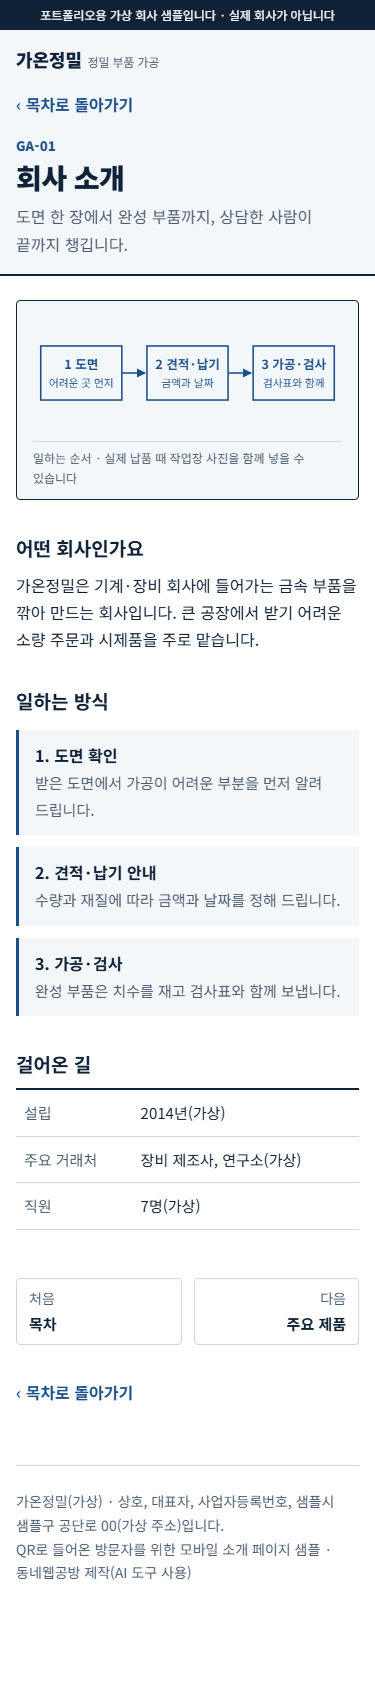 포트폴리오용 가상 회사 샘플입니다 · 실제 회사가 아닙니다
가온정밀 정밀 부품 가공
‹ 목차로 돌아가기
GA-01
회사 소개
도면 한 장에서 완성 부품까지, 상담한 사람이
끝까지 챙깁니다.
1 도면
어려운 곳 먼저
2 견적·납기
금액과 날짜
3 가공·검사
검사표와 함께
일하는 순서 · 실제 납품 때 작업장 사진을 함께 넣을 수
있습니다
어떤 회사인가요
가온정밀은 기계·장비 회사에 들어가는 금속 부품을
깎아 만드는 회사입니다. 큰 공장에서 받기 어려운
소량 주문과 시제품을 주로 맡습니다.
일하는 방식
1. 도면 확인
받은 도면에서 가공이 어려운 부분을 먼저 알려
드립니다.
2. 견적·납기 안내
수량과 재질에 따라 금액과 날짜를 정해 드립니다.
3. 가공·검사
완성 부품은 치수를 재고 검사표와 함께 보냅니다.
걸어온 길
설립 2014년(가상)
주요 거래처 장비 제조사, 연구소(가상)
직원 7명(가상)
처음 다음
목차 주요 제품
‹ 목차로 돌아가기
가온정밀(가상) · 상호, 대표자, 사업자등록번호, 샘플시
샘플구 공단로 00(가상 주소)입니다.
QR로 들어온 방문자를 위한 모바일 소개 페이지 샘플 ·
동네웹공방 제작(AI 도구 사용)